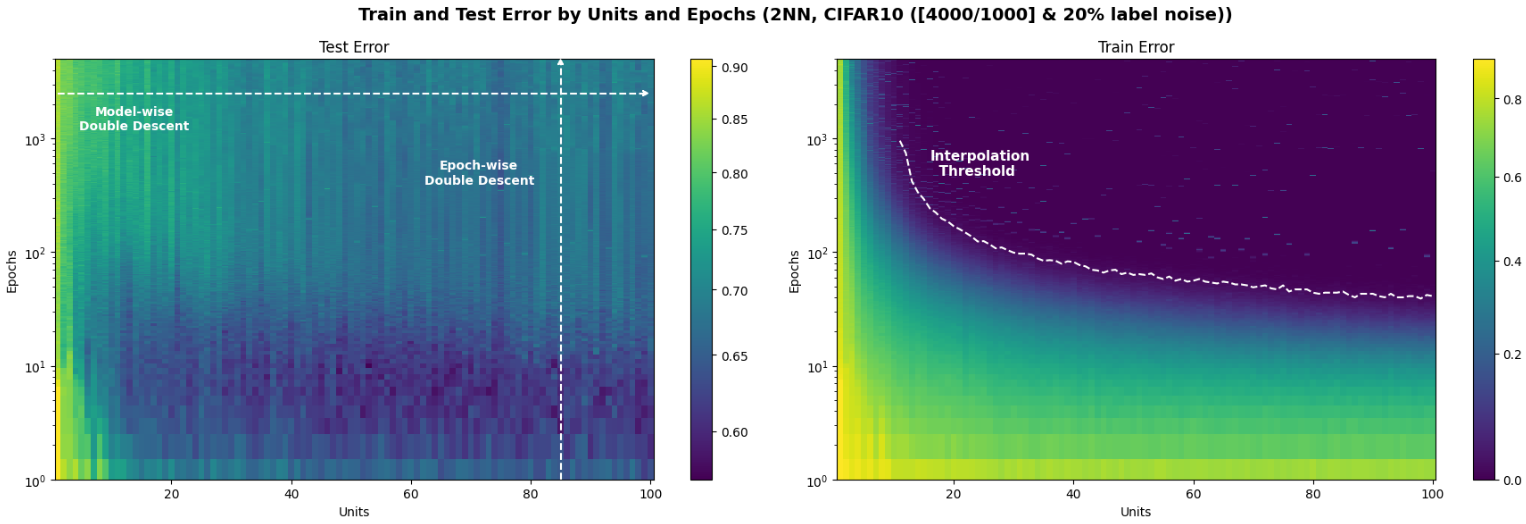 Train and Test Error by Units and Epochs (2NN, CIFAR10 ([4000/1000] & 20% label noise))
Test Error
Model-wise
Double Descent
Epoch-wise
Double Descent
Epochs
10³
10²
10¹
10⁰
20
40
60
80
100
Units
0.90
0.85
0.80
0.75
0.70
0.65
0.60
Train Error
Interpolation
Threshold
Epochs
10³
10²
10¹
10⁰
20
40
60
80
100
Units
0.8
0.6
0.4
0.2
0.0